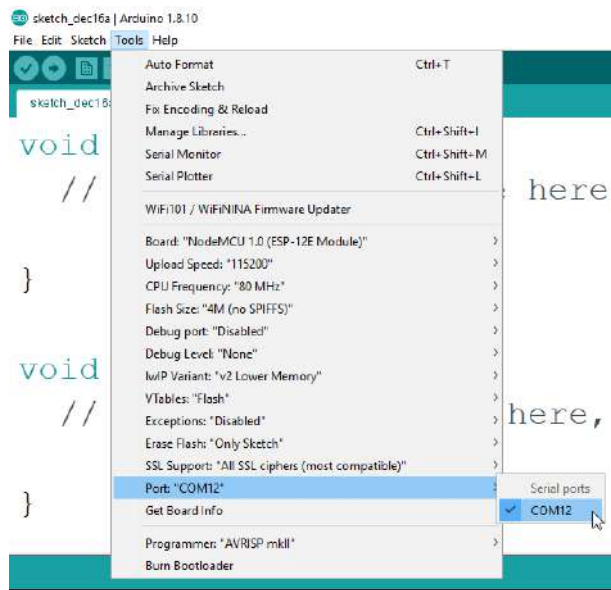 sketch_dec16a | Arduino 1.8.10
File Edit Sketch Tools Help
sketch_dec16a
void
// here
}
void
// here,
}
Auto Format Ctrl+T
Archive Sketch
Fix Encoding & Reload
Manage Libraries... Ctrl+Shift+I
Serial Monitor Ctrl+Shift+M
Serial Plotter Ctrl+Shift+L
WiFi101 / WiFiNINA Firmware Updater
Board: "NodeMCU 1.0 (ESP-12E Module)"
Upload Speed: "115200"
CPU Frequency: "80 MHz"
Flash Size: "4M (no SPIFFS)"
Debug port: "Disabled"
Debug Level: "None"
lwIP Variant: "v2 Lower Memory"
VTables: "Flash"
Exceptions: "Disabled"
Erase Flash: "Only Sketch"
SSL Support: "All SSL ciphers (most compatible)"
Port: "COM12"
Get Board Info
Programmer: "AVRISP mkII"
Burn Bootloader
Serial ports
COM12